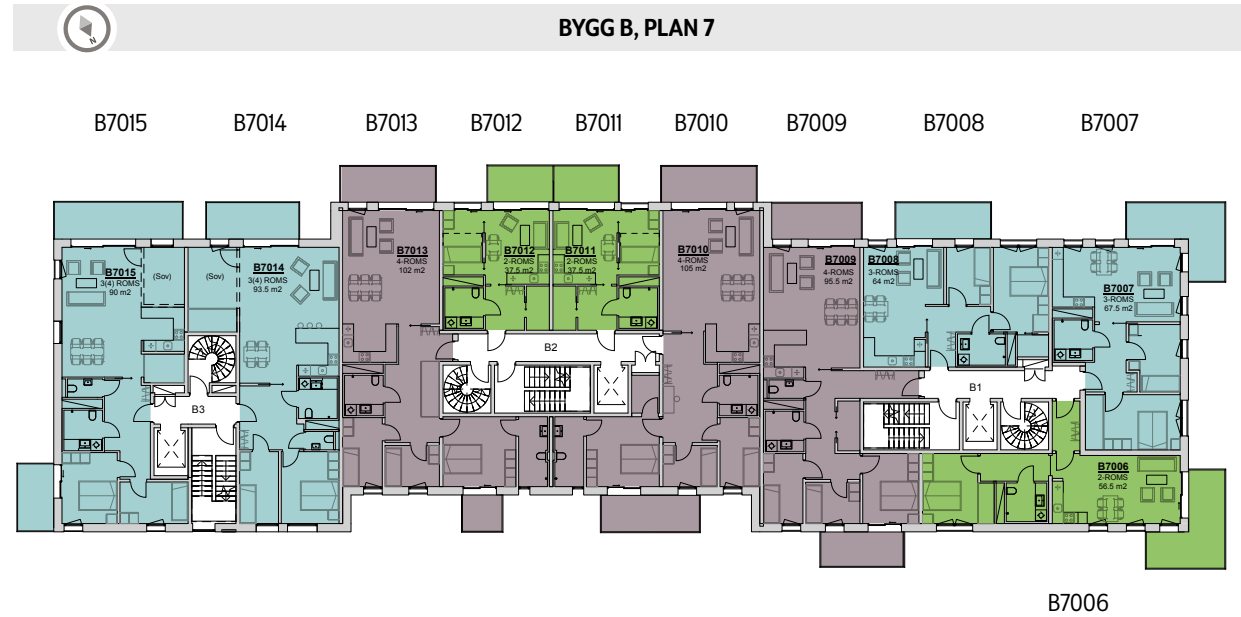 BYGG B, PLAN 7
N
B7015
B7014
B7013
B7012
B7011
B7010
B7009
B7008
B7007
B7015
3(4) ROMS
90 m2
(Sov)
(Sov)
B7014
3(4) ROMS
93.5 m2
B7013
4-ROMS
102 m2
B7012
2-ROMS
37.5 m2
B7011
2-ROMS
37.5 m2
B7010
4-ROMS
105 m2
B7009
4-ROMS
95.5 m2
B7008
3-ROMS
64 m2
B7007
3-ROMS
67.5 m2
B2
B1
B3
B7006
2-ROMS
56.5 m2
B7006